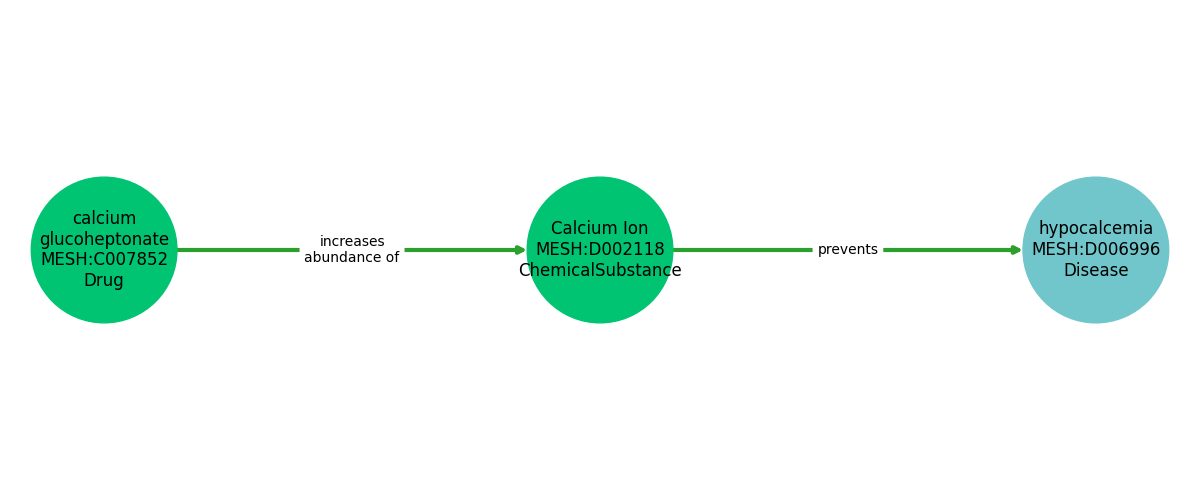 calcium
glucoheptonate
MESH:C007852
Drug
increases
abundance of
Calcium Ion
MESH:D002118
ChemicalSubstance
prevents
hypocalcemia
MESH:D006996
Disease